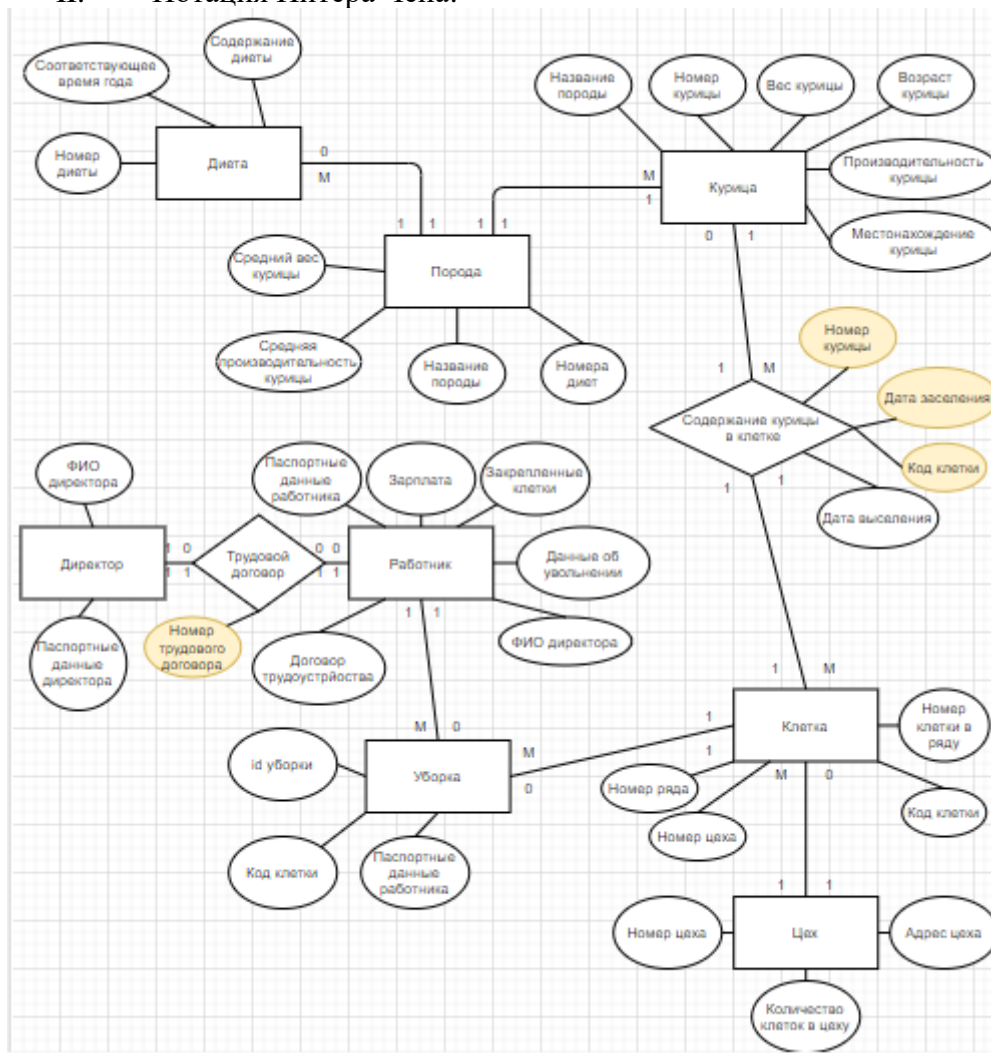 Содержание
диеты
Соответствующее
время года
Номер
диеты
Диета
0
М
1 1
Название
породы
Номер
курицы
Вес курицы
Возраст
курицы
Производительность
курицы
Местонахождение
курицы
Курица
М
1
1 1
0 1
Средний вес
курицы
Порода
Средняя
производительность
курицы
Название
породы
Номера
диет
Номер
курицы
Дата заселения
Код клетки
Дата выселения
1 М
Содержание курицы
в клетке
1 1
ФИО
директора
Директор
Паспортные
данные
директора
1 0
1 1
Трудовой
договор
Номер
трудового
договора
0 0
1 1
Паспортные
данные
работника
Зарплата
Закрепленные
клетки
Работник
Данные об
увольнении
ФИО директора
Договор
трудоустрйоства
1 1
М 0
id уборки
Уборка
Код клетки
Паспортные
данные
работника
М
0
1
1
1 М
Клетка
Номер
клетки в
ряду
Номер ряда
Номер цеха
Код клетки
М 0
1 1
Номер цеха
Цех
Адрес цеха
Количество
клеток в цеху